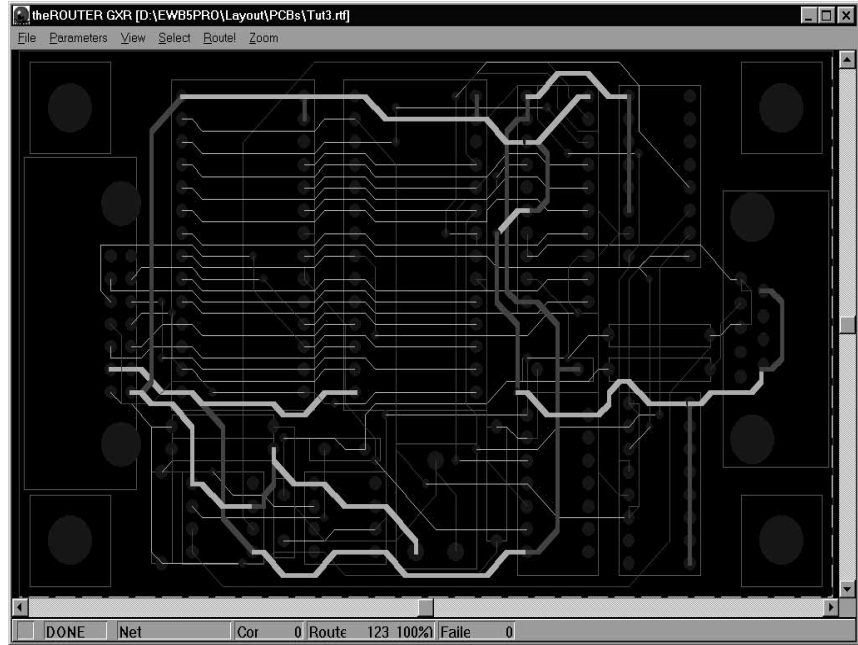 theROUTER GXR [D:\EWB5PRO\Layout\PCBs\Tut3.rtf]
File Parameters View Select Route! Zoom
DONE Net Cor 0 Route 123 100% Faile 0